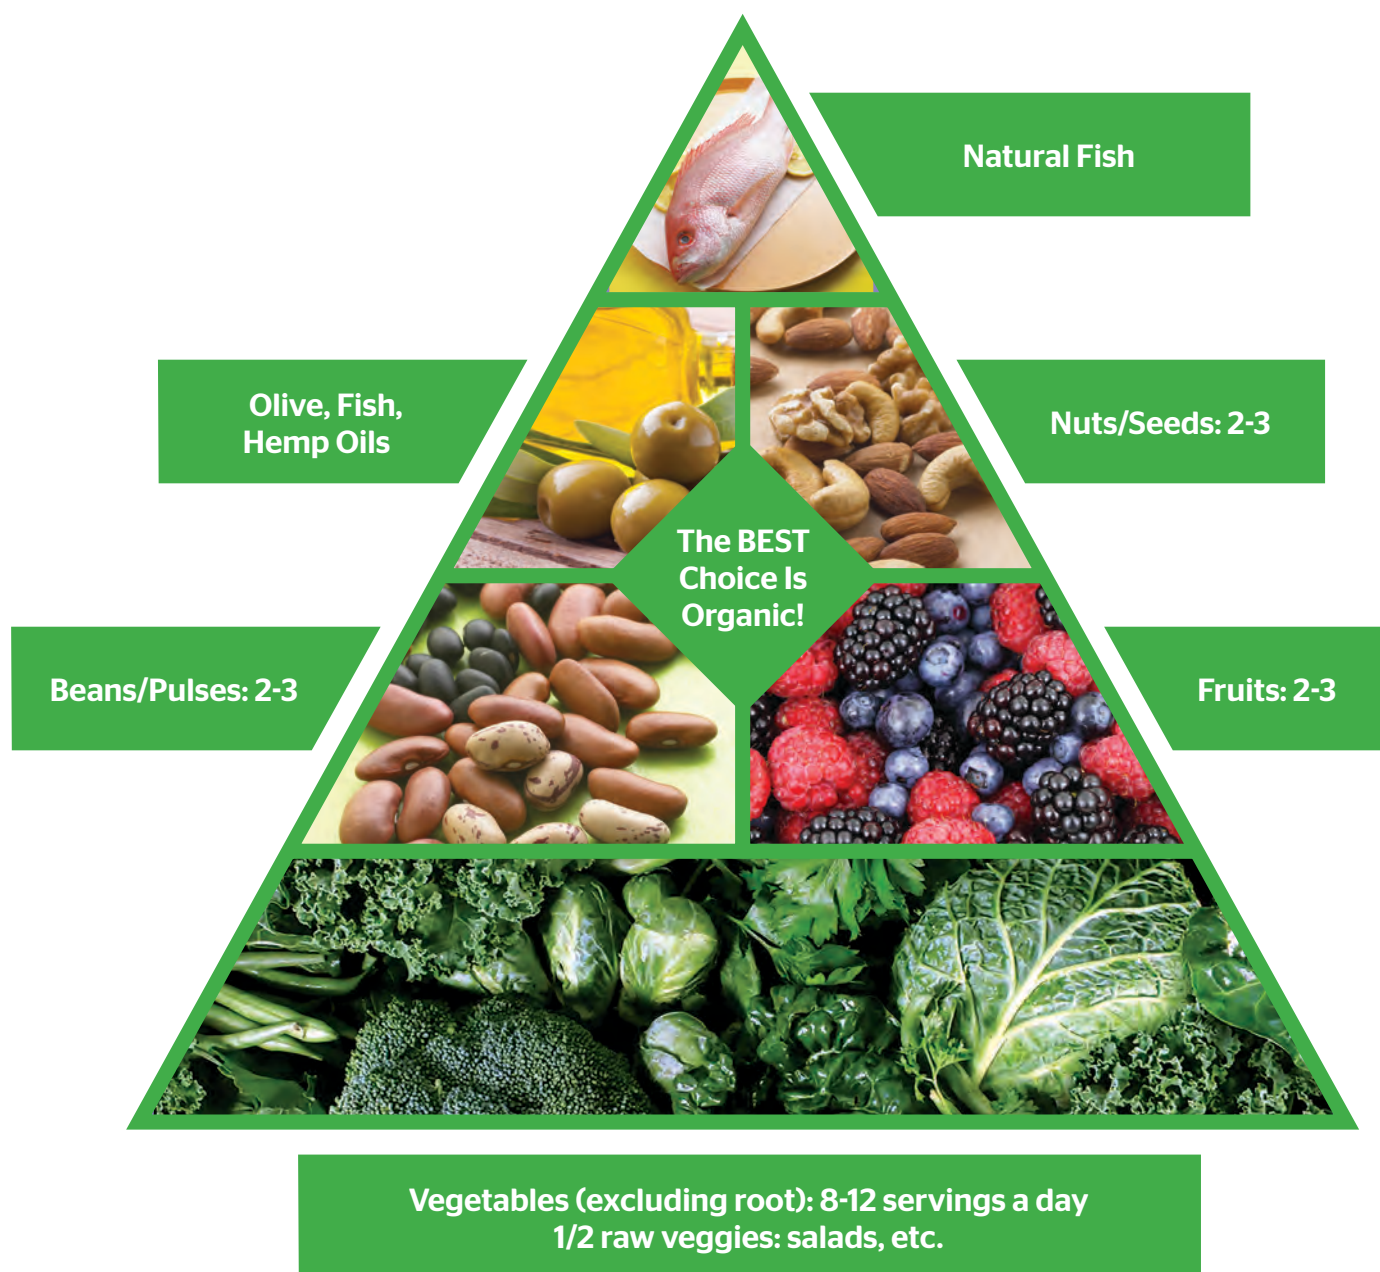 Natural Fish
Olive, Fish,
Hemp Oils
Nuts/Seeds: 2-3
The BEST
Choice Is
Organic!
Beans/Pulses: 2-3
Fruits: 2-3
Vegetables (excluding root): 8-12 servings a day
1/2 raw veggies: salads, etc.